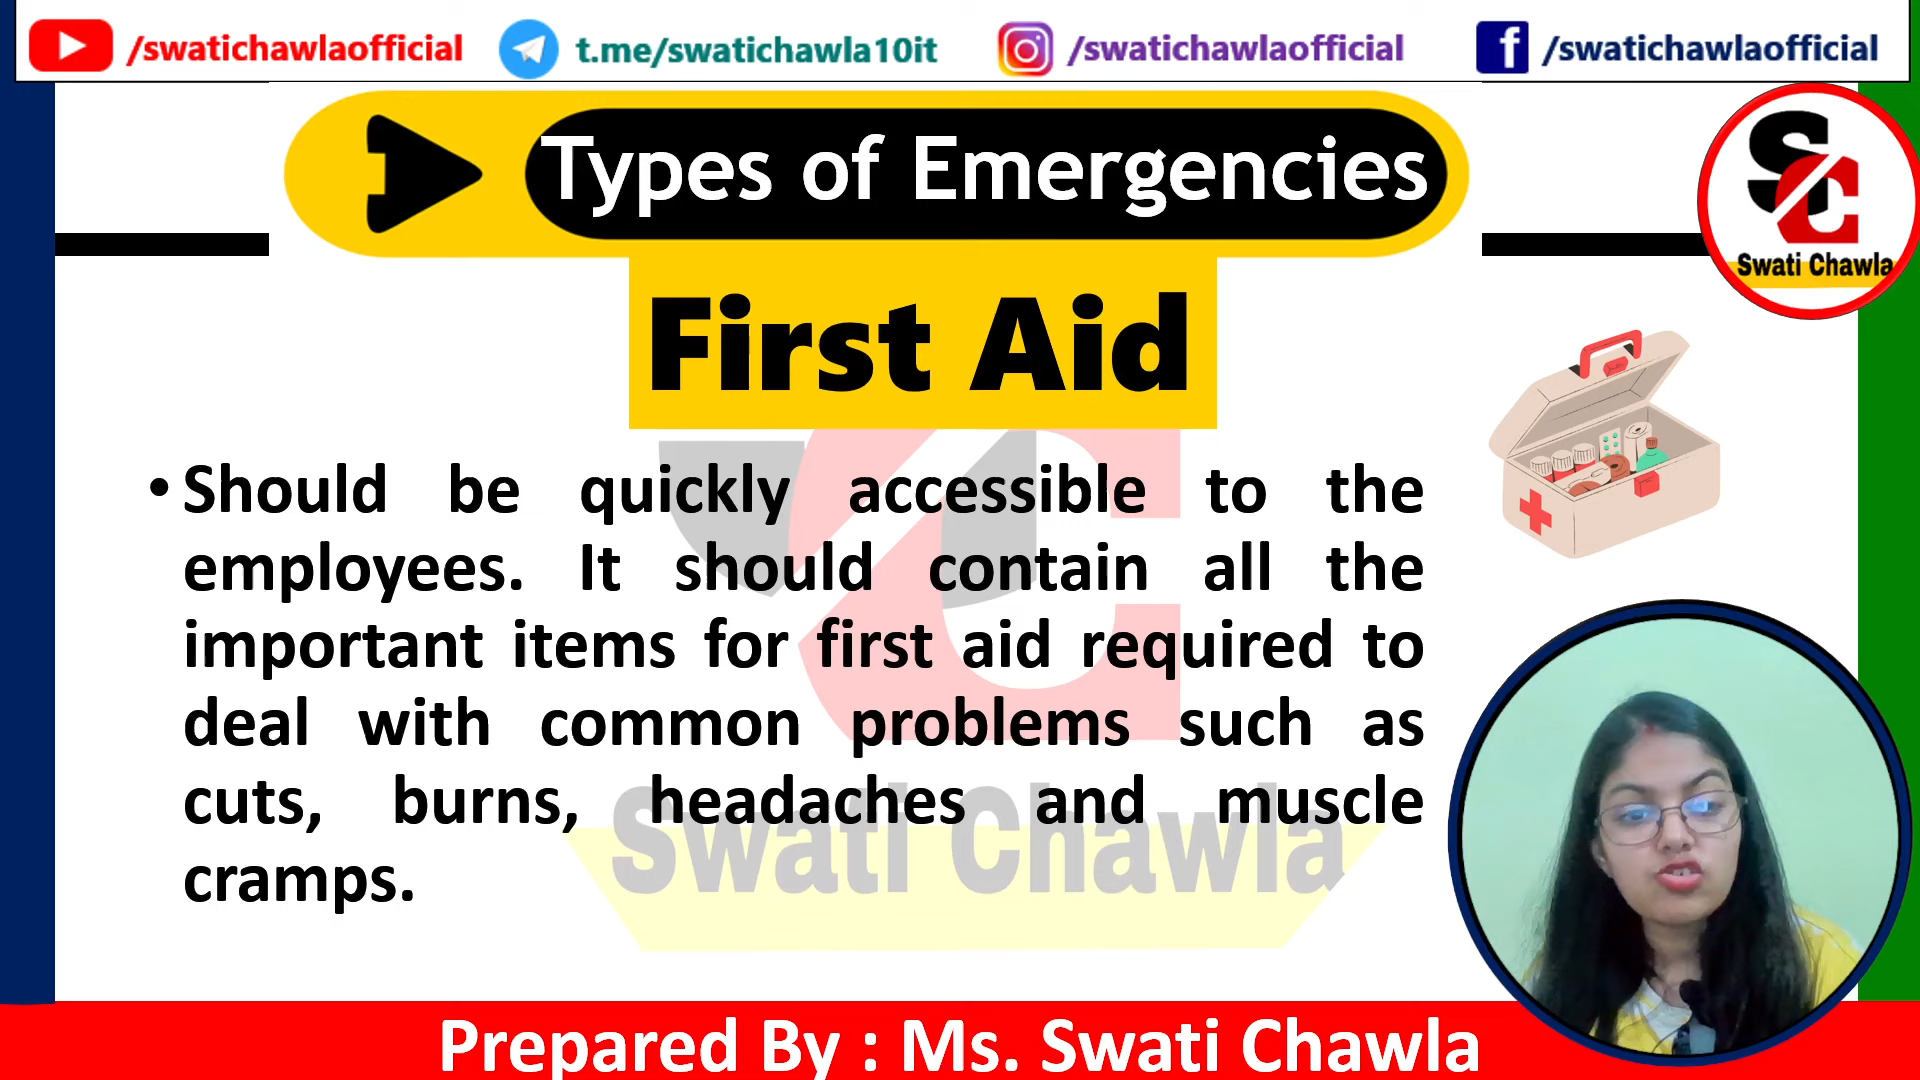 /swatichawlaofficial t.me/swatichawla10it /swatichawlaofficial /swatichawlaofficial
Types of Emergencies
SC
Swati Chawla
First Aid
• Should be quickly accessible to the
employees. It should contain all the
important items for first aid required to
deal with common problems such as
cuts, burns, headaches and muscle
cramps.
Swati Chawla
Prepared By : Ms. Swati Chawla